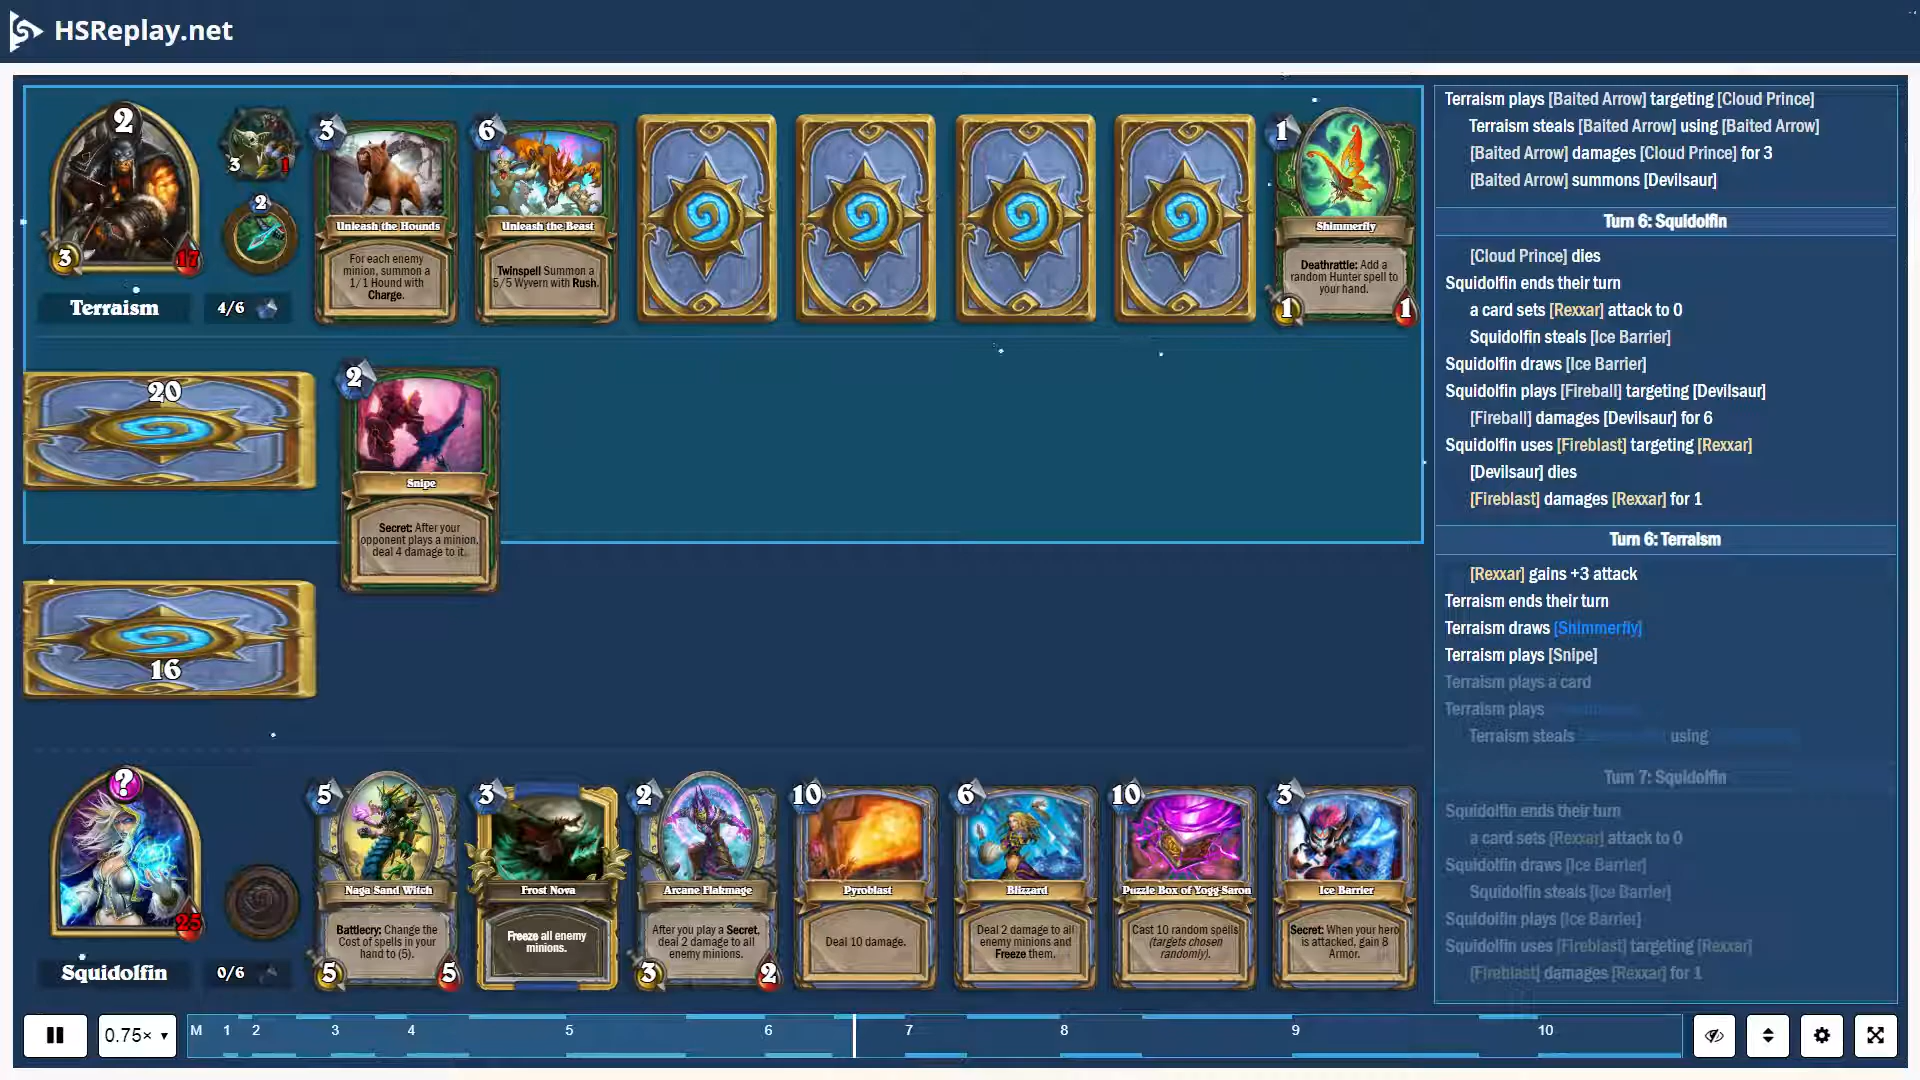 HSReplay.net
2
3
17
3
1
2
Terraism
4/6
3
Unleash the Hounds
For each enemy
minion, summon a
1/1 Hound with
Charge.
6
Unleash the Beast
Twinspell Summon a
5/5 Wyvern with Rush.
1
Shimmerfly
Deathrattle: Add a
random Hunter spell to
your hand.
1
1
20
2
Snipe
Secret: After your
opponent plays a minion,
deal 4 damage to it.
16
?
25
Squidolfin
0/6
5
Naga Sand Witch
Battlecry: Change the
Cost of spells in your
hand to (5).
5
5
3
Frost Nova
Freeze all enemy
minions.
2
Arcane Flakmage
After you play a Secret,
deal 2 damage to all
enemy minions.
3
2
10
Pyroblast
Deal 10 damage.
6
Blizzard
Deal 2 damage to all
enemy minions and
Freeze them.
10
Puzzle Box of Yogg-Saron
Cast 10 random spells
(targets chosen
randomly).
3
Ice Barrier
Secret: When your hero
is attacked, gain 8
Armor.
Terraism plays [Baited Arrow] targeting [Cloud Prince]
Terraism steals [Baited Arrow] using [Baited Arrow]
[Baited Arrow] damages [Cloud Prince] for 3
[Baited Arrow] summons [Devilsaur]
Turn 6: Squidolfin
[Cloud Prince] dies
Squidolfin ends their turn
a card sets [Rexxar] attack to 0
Squidolfin steals [Ice Barrier]
Squidolfin draws [Ice Barrier]
Squidolfin plays [Fireball] targeting [Devilsaur]
[Fireball] damages [Devilsaur] for 6
Squidolfin uses [Fireblast] targeting [Rexxar]
[Devilsaur] dies
[Fireblast] damages [Rexxar] for 1
Turn 6: Terraism
[Rexxar] gains +3 attack
Terraism ends their turn
Terraism draws [Shimmerfly]
Terraism plays [Snipe]
Terraism plays a card
Terraism plays
Terraism steals using
Turn 7: Squidolfin
Squidolfin ends their turn
a card sets [Rexxar] attack to 0
Squidolfin draws [Ice Barrier]
Squidolfin steals [Ice Barrier]
Squidolfin plays [Ice Barrier]
Squidolfin uses [Fireblast] targeting [Rexxar]
[Fireblast] damages [Rexxar] for 1
0.75×
M 1 2 3 4 5 6 7 8 9 10